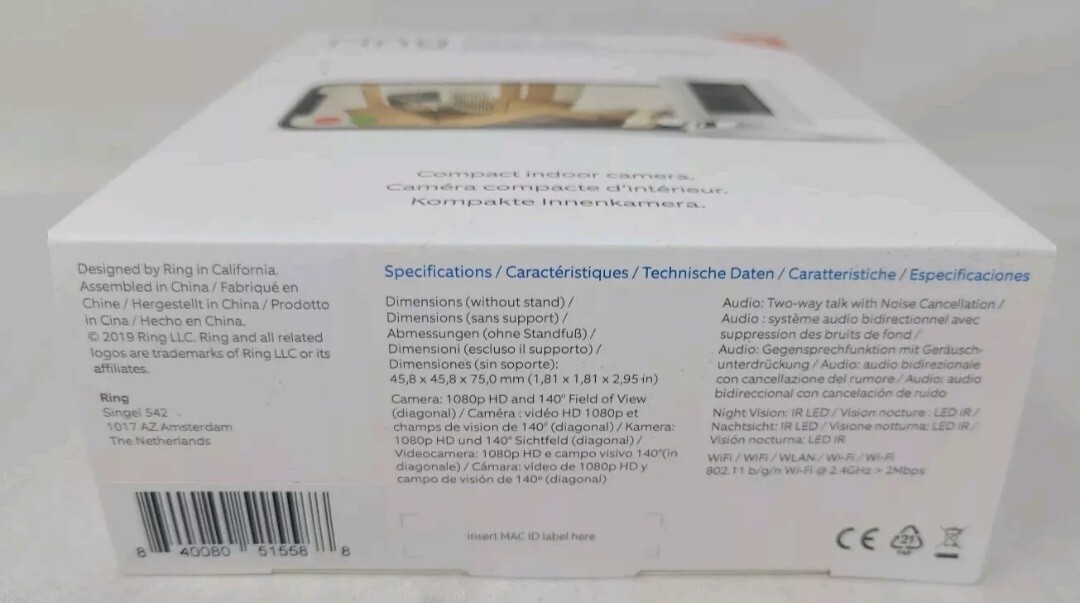 ring
Compact indoor camera.
Caméra compacte d'intérieur.
Kompakte Innenkamera.
Designed by Ring in California.
Assembled in China / Fabriqué en
Chine / Hergestellt in China / Prodotto
in Cina / Hecho en China.
© 2019 Ring LLC. Ring and all related
logos are trademarks of Ring LLC or its
affiliates.
Ring
Singel 542
1017 AZ Amsterdam
The Netherlands
8 40080 51558 8
Specifications / Caractéristiques / Technische Daten / Caratteristiche / Especificaciones
Dimensions (without stand) /
Dimensions (sans support) /
Abmessungen (ohne Standfuß) /
Dimensioni (escluso il supporto) /
Dimensiones (sin soporte):
45,8 x 45,8 x 75,0 mm (1,81 x 1,81 x 2,95 in)
Camera: 1080p HD and 140° Field of View
(diagonal) / Caméra : vidéo HD 1080p et
champs de vision de 140° (diagonal) / Kamera:
1080p HD und 140° Sichtfeld (diagonal) /
Videocamera: 1080p HD e campo visivo 140°(in
diagonale) / Cámara: vídeo de 1080p HD y
campo de visión de 140º (diagonal)
insert MAC ID label here
Audio: Two-way talk with Noise Cancellation /
Audio : système audio bidirectionnel avec
suppression des bruits de fond /
Audio: Gegensprechfunktion mit Geräusch-
unterdrückung / Audio: audio bidirezionale
con cancellazione del rumore / Audio: audio
bidireccional con cancelación de ruido
Night Vision: IR LED / Vision nocture : LED IR /
Nachtsicht: IR LED / Visione notturna: LED IR /
Visión nocturna: LED IR
WiFi / WiFi / WLAN / Wi-Fi / Wi-Fi
802.11 b/g/n Wi-Fi @ 2.4GHz > 2Mbps
CE 21 PAP